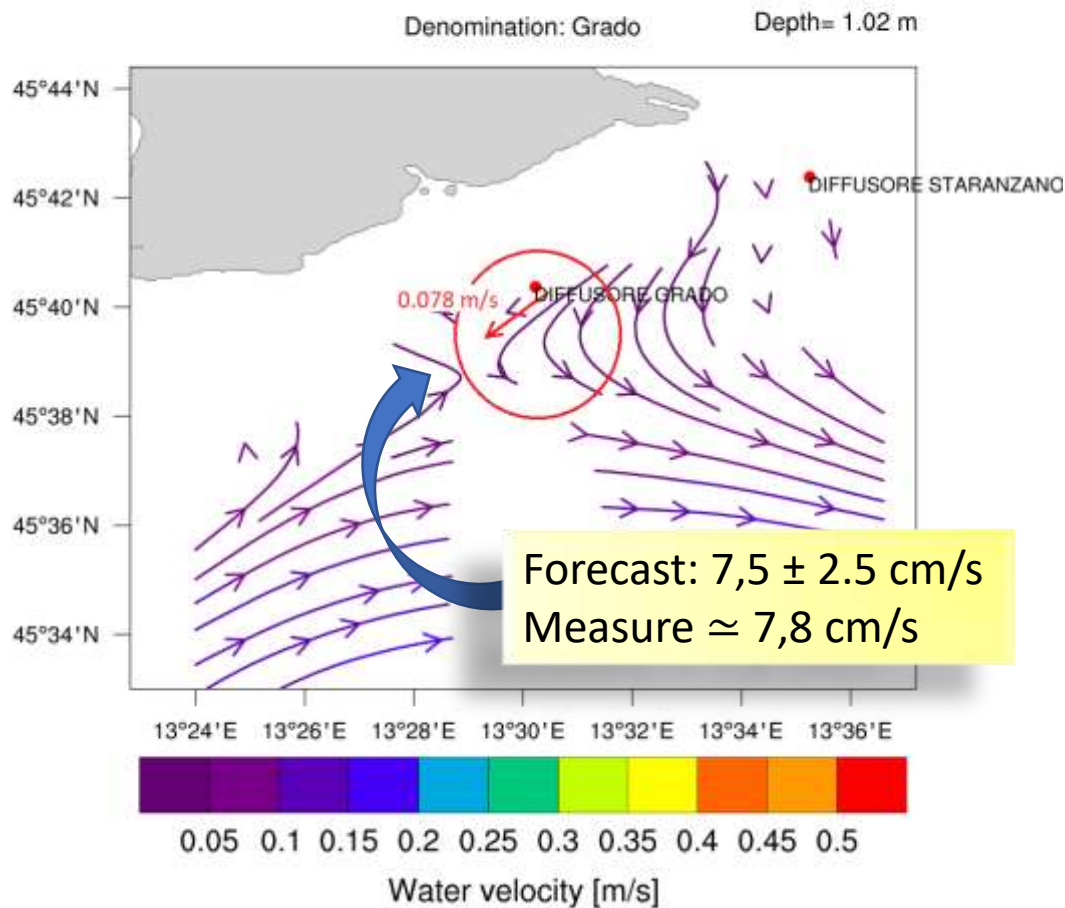 Denomination: Grado
Depth= 1.02 m
45°44'N
45°42'N
45°40'N
45°38'N
45°36'N
45°34'N
DIFFUSORE STARANZANO
0.078 m/s
DIFFUSORE GRADO
Forecast: 7,5 ± 2.5 cm/s
Measure ≃ 7,8 cm/s
13°24'E 13°26'E 13°28'E 13°30'E 13°32'E 13°34'E 13°36'E
0.05 0.1 0.15 0.2 0.25 0.3 0.35 0.4 0.45 0.5
Water velocity [m/s]